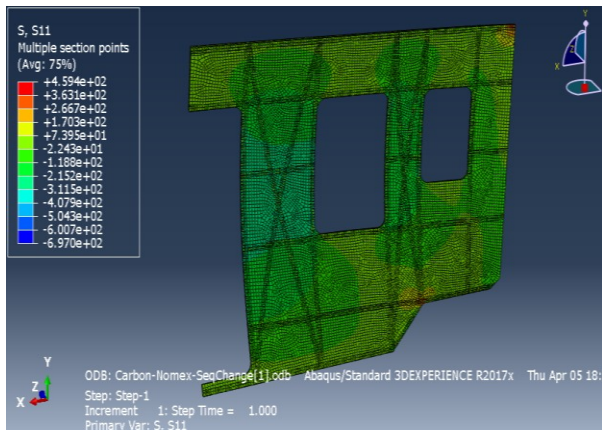 S, S11
Multiple section points
(Avg: 75%)
+4.594e+02
+3.631e+02
+2.667e+02
+1.703e+02
+7.395e+01
-2.243e+01
-1.188e+02
-2.152e+02
-3.115e+02
-4.079e+02
-5.043e+02
-6.007e+02
-6.970e+02
Y
X
Z
Y
Z
X
ODB: Carbon-Nomex-SeqChange[1].odb Abaqus/Standard 3DEXPERIENCE R2017x Thu Apr 05 18:
Step: Step-1
Increment 1: Step Time = 1.000
Primary Var: S, S11